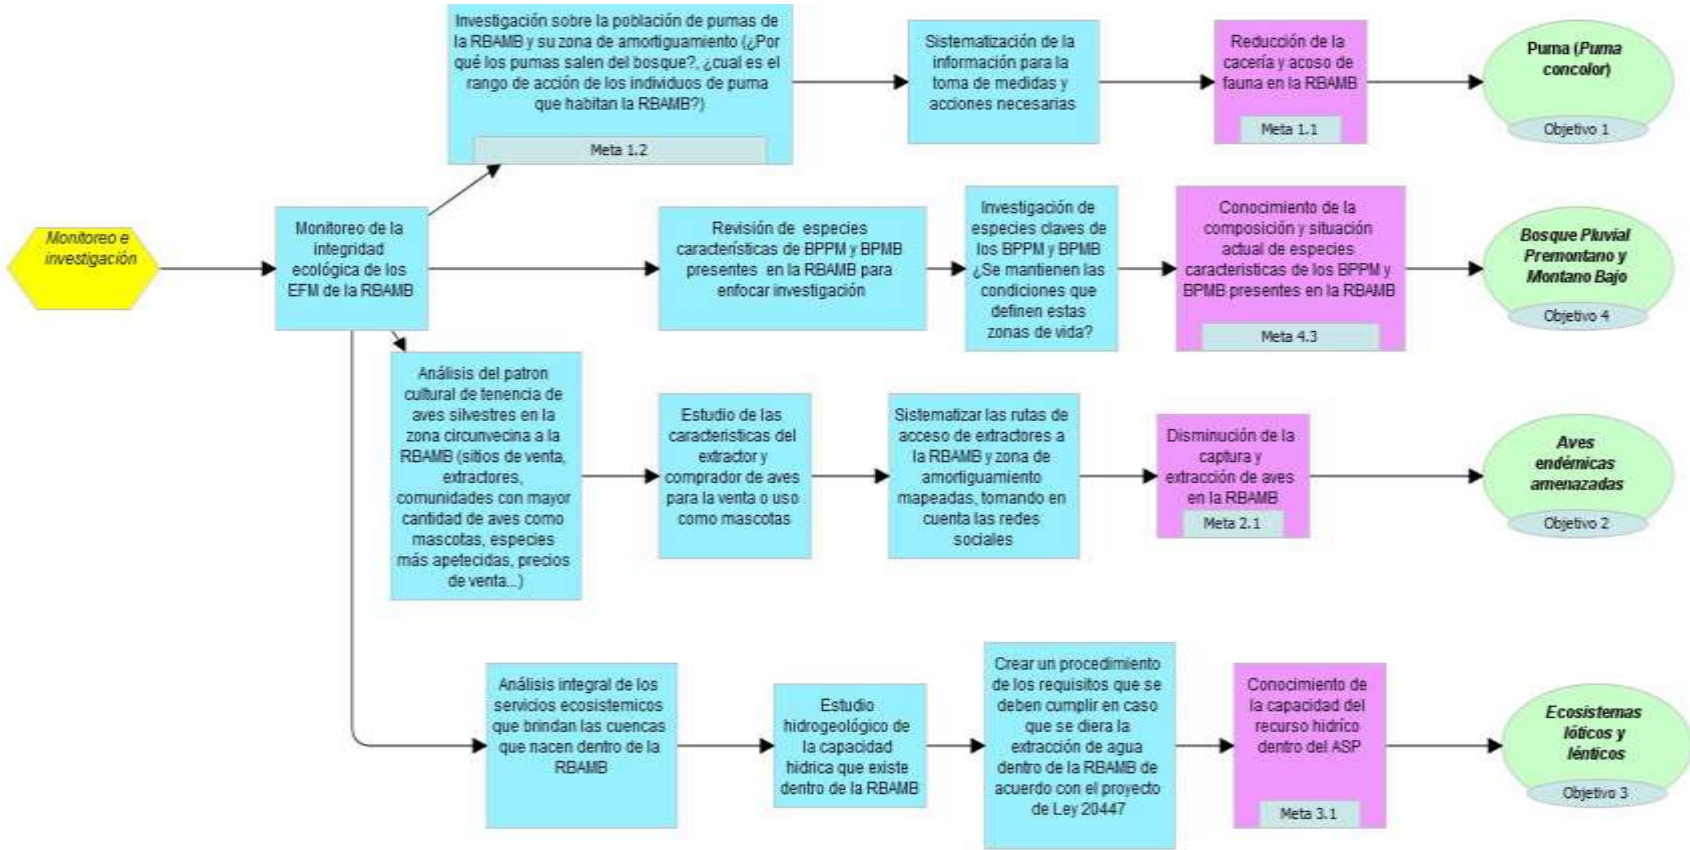 Monitoreo e
investigación
Monitoreo de la
integridad
ecológica de los
EFM de la RBAMB
Investigación sobre la población de pumas de
la RBAMB y su zona de amortiguamiento (¿Por
qué los pumas salen del bosque?, ¿cual es el
rango de acción de los individuos de puma
que habitan la RBAMB?)
Meta 1.2
Sistematización de la
información para la
toma de medidas y
acciones necesarias
Reducción de la
cacería y acoso de
fauna en la RBAMB
Meta 1.1
Puma (Puma
concolor)
Objetivo 1
Revisión de especies
características de BPPM y BPMB
presentes en la RBAMB para
enfocar investigación
Investigación de
especies claves de
los BPPM y BPMB
¿Se mantienen las
condiciones que
definen estas
zonas de vida?
Conocimiento de la
composición y situación
actual de especies
caracteristicas de los BPPM y
BPMB presentes en la RBAMB
Meta 4.3
Bosque Pluvial
Premontano y
Montano Bajo
Objetivo 4
Análisis del patron
cultural de tenencia de
aves silvestres en la
zona circunvecina a la
RBAMB (sitios de venta,
extractores,
comunidades con mayor
cantidad de aves como
mascotas, especies
más apetecidas, precios
de venta...)
Estudio de las
caracteristicas del
extractor y
comprador de aves
para la venta o uso
como mascotas
Sistematizar las rutas de
acceso de extractores a
la RBAMB y zona de
amortiguamiento
mapeadas, tomando en
cuenta las redes
sociales
Disminución de la
captura y
extracción de aves
en la RBAMB
Meta 2.1
Aves
endémicas
amenazadas
Objetivo 2
Análisis integral de los
servicios ecosistemicos
que brindan las cuencas
que nacen dentro de la
RBAMB
Estudio
hidrogeológico de
la capacidad
hidrica que existe
dentro de la RBAMB
Crear un procedimiento
de los requisitos que se
deben cumplir en caso
que se diera la
extracción de agua
dentro de la RBAMB de
acuerdo con el proyecto
de Ley 20447
Conocimiento de
la capacidad del
recurso hidríco
dentro del ASP
Meta 3.1
Ecosistemas
lóticos y
lénticos
Objetivo 3